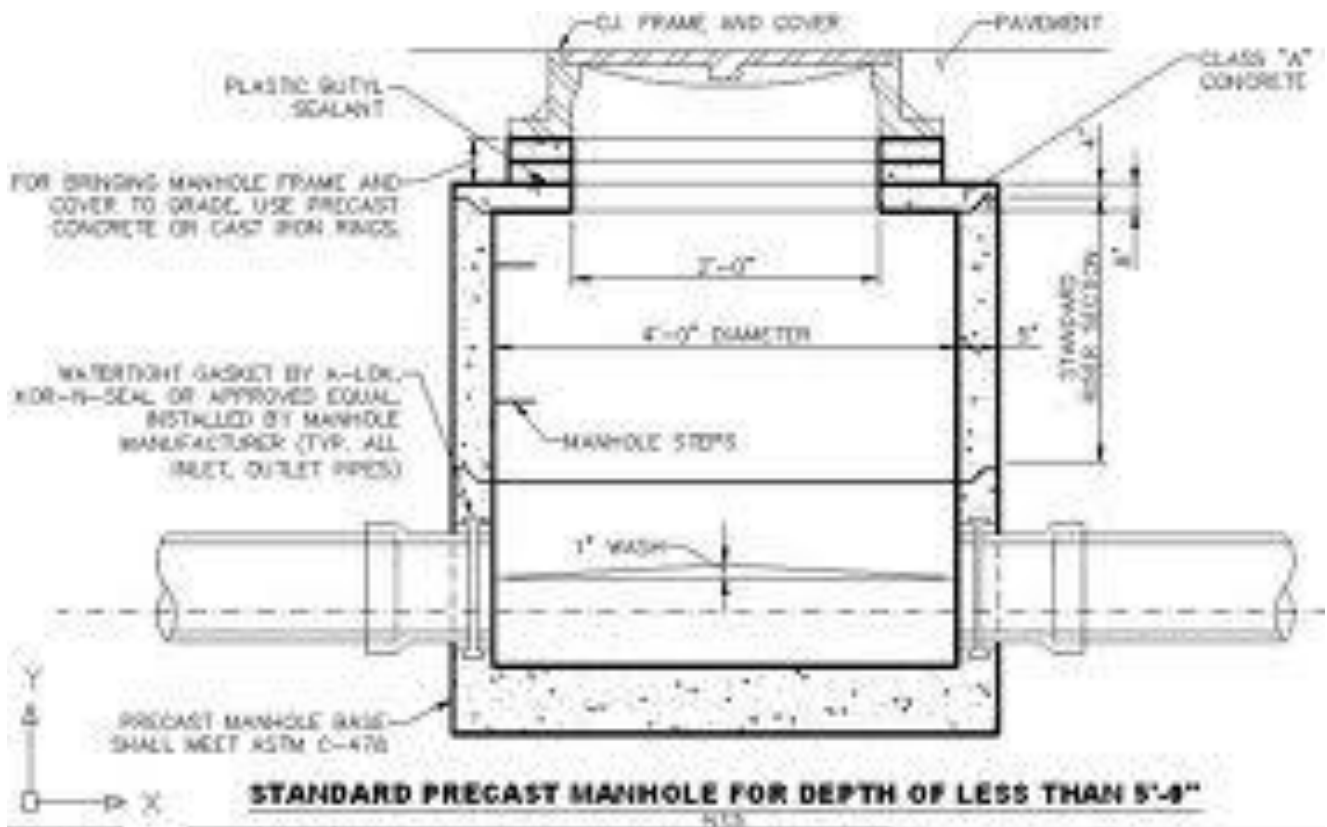 C.I. FRAME AND COVER
PAVEMENT
CLASS "A"
CONCRETE
PLASTIC BUTYL
SEALANT
FOR BRINGING MANHOLE FRAME AND
COVER TO GRADE, USE PRECAST
CONCRETE OR CAST IRON RINGS.
2'-0"
8"
STANDARD
RISER SECTION
4'-0" DIAMETER
5"
WATERTIGHT GASKET BY A-LOK,
KOR-N-SEAL OR APPROVED EQUAL,
INSTALLED BY MANHOLE
MANUFACTURER (TYP. ALL
INLET, OUTLET PIPES)
MANHOLE STEPS
1" WASH
Y
PRECAST MANHOLE BASE
SHALL MEET ASTM C-478
X
STANDARD PRECAST MANHOLE FOR DEPTH OF LESS THAN
N.T.S.